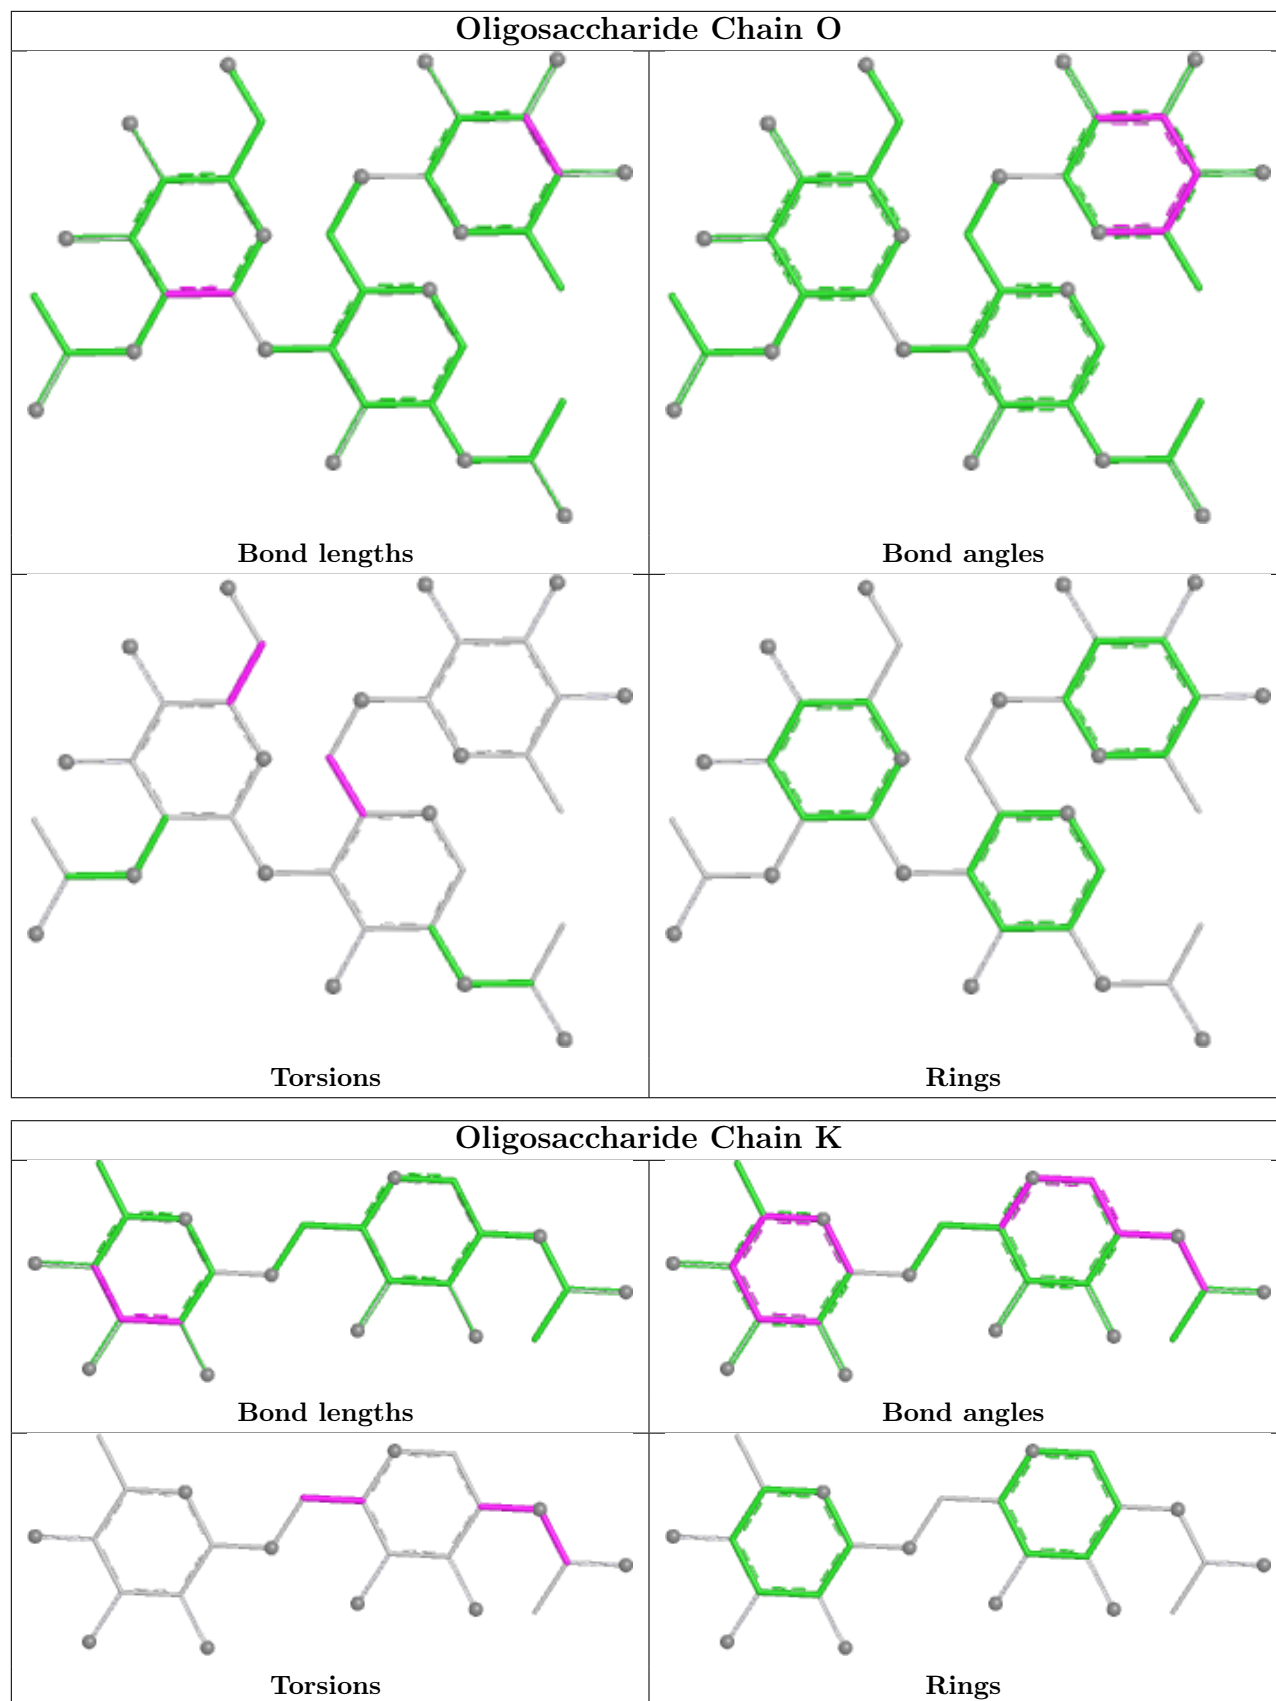 Oligosaccharide Chain O
Bond lengths
Bond angles
Torsions
Rings
Oligosaccharide Chain K
Bond lengths
Bond angles
Torsions
Rings